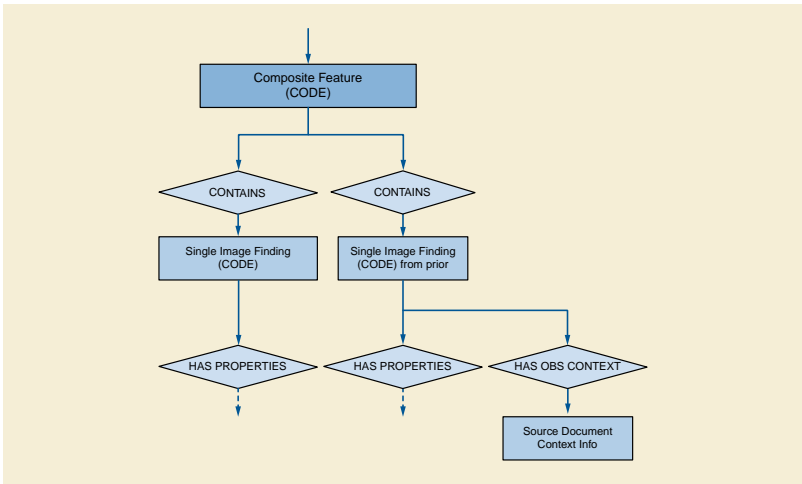 Composite Feature
(CODE)
CONTAINS
CONTAINS
Single Image Finding
(CODE)
Single Image Finding
(CODE) from prior
HAS PROPERTIES
HAS PROPERTIES
HAS OBS CONTEXT
Source Document
Context Info